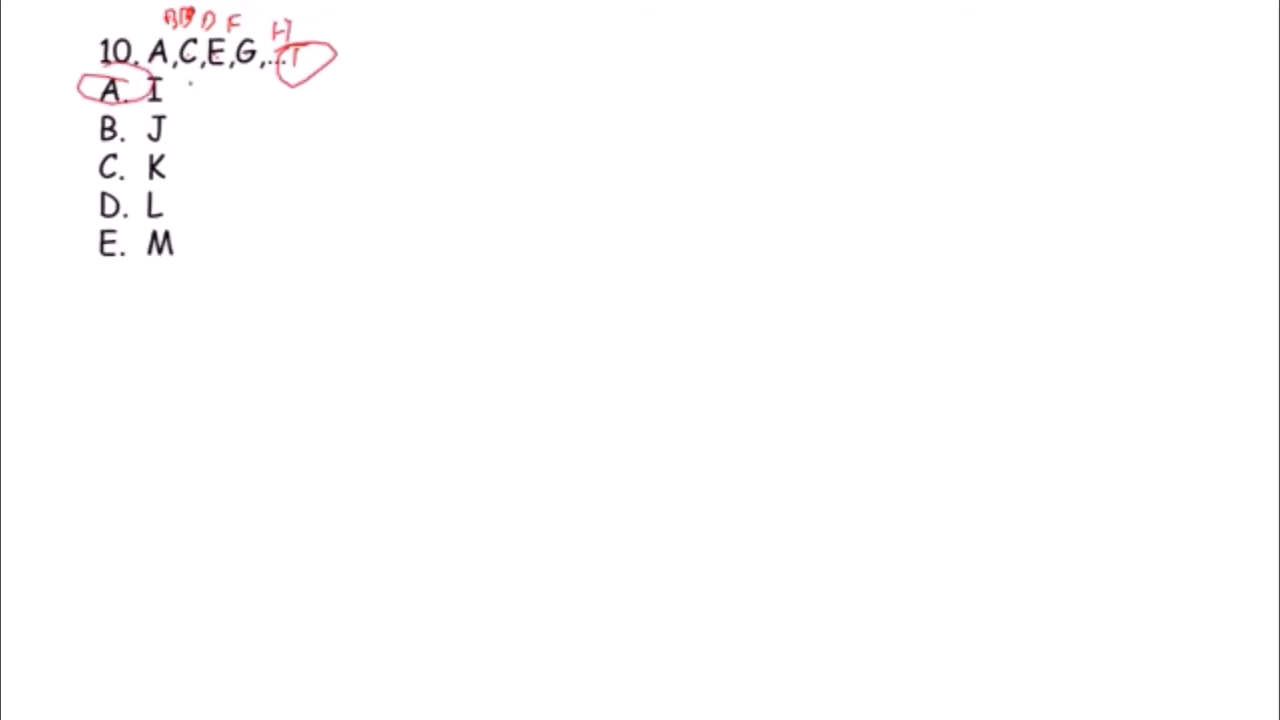 B D F H
10. A,C,E,G,... I
A. I
B. J
C. K
D. L
E. M